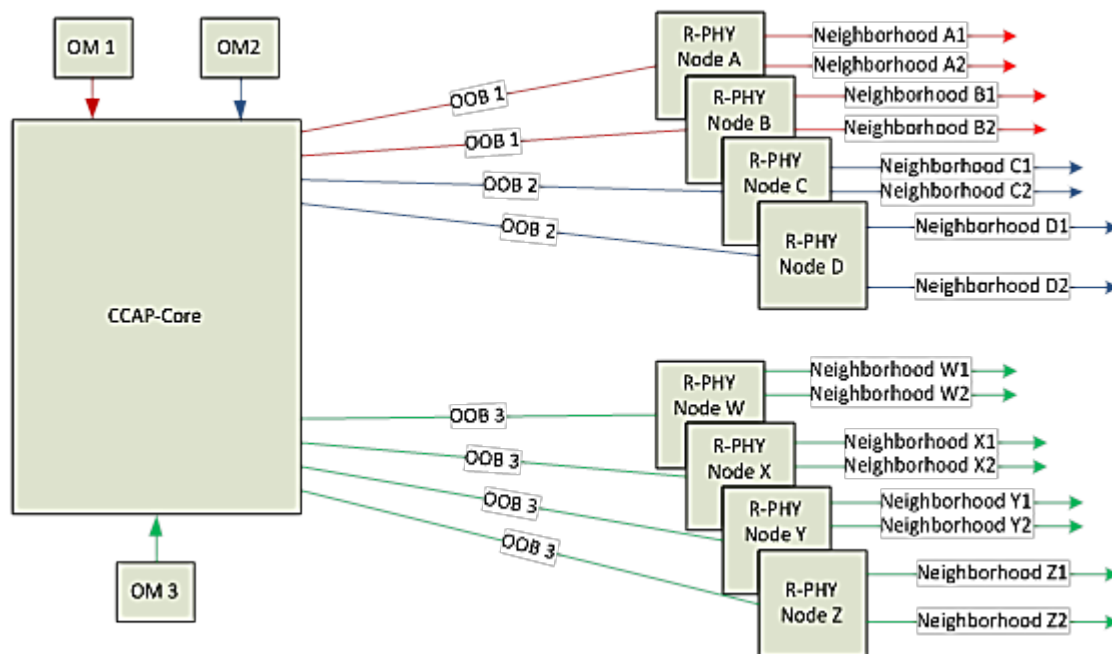 OM 1
OM2
CCAP-Core
OM 3
OOB 1
OOB 1
OOB 2
OOB 2
R-PHY
Node A
R-PHY
Node B
R-PHY
Node C
R-PHY
Node D
Neighborhood A1
Neighborhood A2
Neighborhood B1
Neighborhood B2
Neighborhood C1
Neighborhood C2
Neighborhood D1
Neighborhood D2
OOB 3
OOB 3
OOB 3
OOB 3
R-PHY
Node W
R-PHY
Node X
R-PHY
Node Y
R-PHY
Node Z
Neighborhood W1
Neighborhood W2
Neighborhood X1
Neighborhood X2
Neighborhood Y1
Neighborhood Y2
Neighborhood Z1
Neighborhood Z2